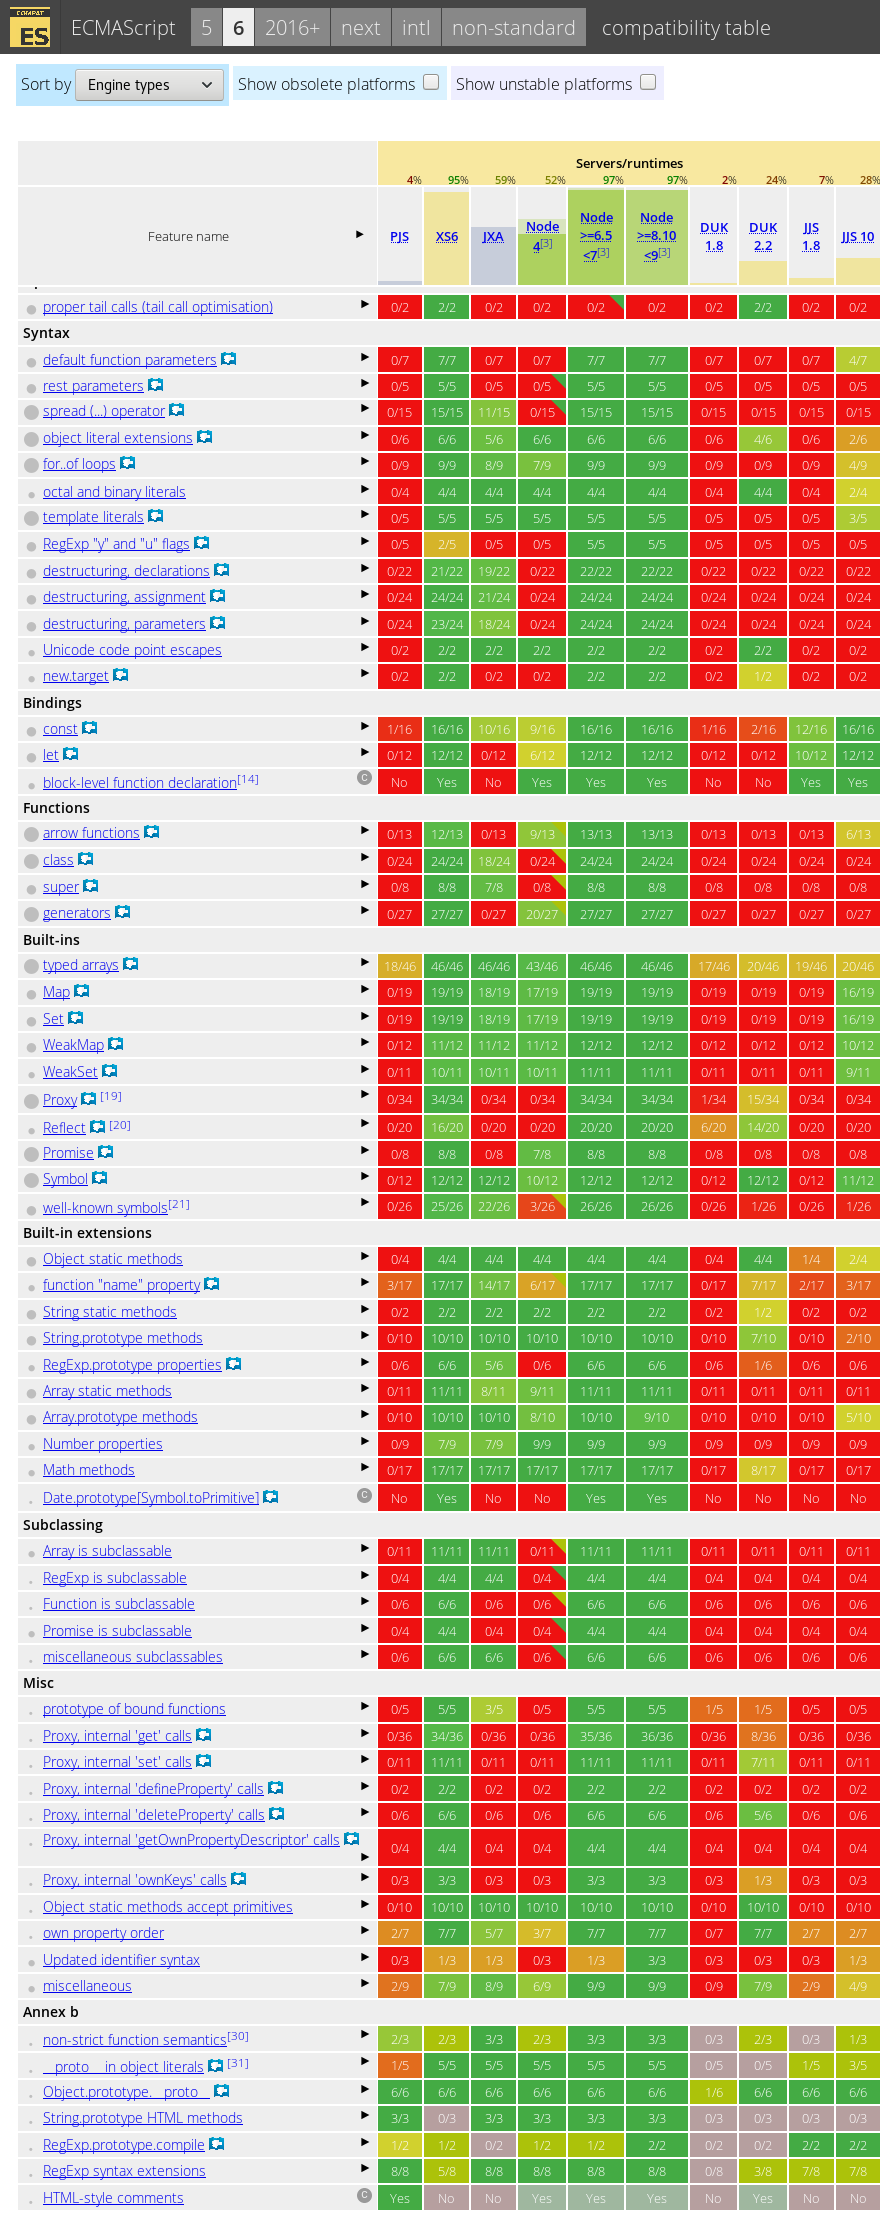 COMPAT
ES
ECMAScript 5 6 2016+ next intl non-standard compatibility table
Sort by Engine types Show obsolete platforms Show unstable platforms
Servers/runtimes
4% 95% 59% 52% 97% 97% 2% 24% 7% 28%
Feature name PJS XS6 JXA Node 4[3] Node >=6.5 <7[3] Node >=8.10 <9[3] DUK 1.8 DUK 2.2 JJS 1.8 JJS 10
proper tail calls (tail call optimisation) 0/2 2/2 0/2 0/2 0/2 0/2 0/2 2/2 0/2 0/2
Syntax
default function parameters 0/7 7/7 0/7 0/7 7/7 7/7 0/7 0/7 0/7 4/7
rest parameters 0/5 5/5 0/5 0/5 5/5 5/5 0/5 0/5 0/5 0/5
spread (...) operator 0/15 15/15 11/15 0/15 15/15 15/15 0/15 0/15 0/15 0/15
object literal extensions 0/6 6/6 5/6 6/6 6/6 6/6 0/6 4/6 0/6 2/6
for..of loops 0/9 9/9 8/9 7/9 9/9 9/9 0/9 0/9 0/9 4/9
octal and binary literals 0/4 4/4 4/4 4/4 4/4 4/4 0/4 4/4 0/4 2/4
template literals 0/5 5/5 5/5 5/5 5/5 5/5 0/5 0/5 0/5 3/5
RegExp "y" and "u" flags 0/5 2/5 0/5 0/5 5/5 5/5 0/5 0/5 0/5 0/5
destructuring, declarations 0/22 21/22 19/22 0/22 22/22 22/22 0/22 0/22 0/22 0/22
destructuring, assignment 0/24 24/24 21/24 0/24 24/24 24/24 0/24 0/24 0/24 0/24
destructuring, parameters 0/24 23/24 18/24 0/24 24/24 24/24 0/24 0/24 0/24 0/24
Unicode code point escapes 0/2 2/2 2/2 2/2 2/2 2/2 0/2 2/2 0/2 0/2
new.target 0/2 2/2 0/2 0/2 2/2 2/2 0/2 1/2 0/2 0/2
Bindings
const 1/16 16/16 10/16 9/16 16/16 16/16 1/16 2/16 12/16 16/16
let 0/12 12/12 0/12 6/12 12/12 12/12 0/12 0/12 10/12 12/12
block-level function declaration[14] c No Yes No Yes Yes Yes No No Yes Yes
Functions
arrow functions 0/13 12/13 0/13 9/13 13/13 13/13 0/13 0/13 0/13 6/13
class 0/24 24/24 18/24 0/24 24/24 24/24 0/24 0/24 0/24 0/24
super 0/8 8/8 7/8 0/8 8/8 8/8 0/8 0/8 0/8 0/8
generators 0/27 27/27 0/27 20/27 27/27 27/27 0/27 0/27 0/27 0/27
Built-ins
typed arrays 18/46 46/46 46/46 43/46 46/46 46/46 17/46 20/46 19/46 20/46
Map 0/19 19/19 18/19 17/19 19/19 19/19 0/19 0/19 0/19 16/19
Set 0/19 19/19 18/19 17/19 19/19 19/19 0/19 0/19 0/19 16/19
WeakMap 0/12 11/12 11/12 11/12 12/12 12/12 0/12 0/12 0/12 10/12
WeakSet 0/11 10/11 10/11 10/11 11/11 11/11 0/11 0/11 0/11 9/11
Proxy [19] 0/34 34/34 0/34 0/34 34/34 34/34 1/34 15/34 0/34 0/34
Reflect [20] 0/20 16/20 0/20 0/20 20/20 20/20 6/20 14/20 0/20 0/20
Promise 0/8 8/8 0/8 7/8 8/8 8/8 0/8 0/8 0/8 0/8
Symbol 0/12 12/12 12/12 10/12 12/12 12/12 0/12 12/12 0/12 11/12
well-known symbols[21] 0/26 25/26 22/26 3/26 26/26 26/26 0/26 1/26 0/26 1/26
Built-in extensions
Object static methods 0/4 4/4 4/4 4/4 4/4 4/4 0/4 4/4 1/4 2/4
function "name" property 3/17 17/17 14/17 6/17 17/17 17/17 0/17 7/17 2/17 3/17
String static methods 0/2 2/2 2/2 2/2 2/2 2/2 0/2 1/2 0/2 0/2
String.prototype methods 0/10 10/10 10/10 10/10 10/10 10/10 0/10 7/10 0/10 2/10
RegExp.prototype properties 0/6 6/6 5/6 0/6 6/6 6/6 0/6 1/6 0/6 0/6
Array static methods 0/11 11/11 8/11 9/11 11/11 11/11 0/11 0/11 0/11 0/11
Array.prototype methods 0/10 10/10 10/10 8/10 10/10 9/10 0/10 0/10 0/10 5/10
Number properties 0/9 7/9 7/9 9/9 9/9 9/9 0/9 0/9 0/9 0/9
Math methods 0/17 17/17 17/17 17/17 17/17 17/17 0/17 8/17 0/17 0/17
Date.prototype[Symbol.toPrimitive] c No Yes No No Yes Yes No No No No
Subclassing
Array is subclassable 0/11 11/11 11/11 0/11 11/11 11/11 0/11 0/11 0/11 0/11
RegExp is subclassable 0/4 4/4 4/4 0/4 4/4 4/4 0/4 0/4 0/4 0/4
Function is subclassable 0/6 6/6 0/6 0/6 6/6 6/6 0/6 0/6 0/6 0/6
Promise is subclassable 0/4 4/4 0/4 0/4 4/4 4/4 0/4 0/4 0/4 0/4
miscellaneous subclassables 0/6 6/6 6/6 0/6 6/6 6/6 0/6 0/6 0/6 0/6
Misc
prototype of bound functions 0/5 5/5 3/5 0/5 5/5 5/5 1/5 1/5 0/5 0/5
Proxy, internal 'get' calls 0/36 34/36 0/36 0/36 35/36 36/36 0/36 8/36 0/36 0/36
Proxy, internal 'set' calls 0/11 11/11 0/11 0/11 11/11 11/11 0/11 7/11 0/11 0/11
Proxy, internal 'defineProperty' calls 0/2 2/2 0/2 0/2 2/2 2/2 0/2 0/2 0/2 0/2
Proxy, internal 'deleteProperty' calls 0/6 6/6 0/6 0/6 6/6 6/6 0/6 5/6 0/6 0/6
Proxy, internal 'getOwnPropertyDescriptor' calls 0/4 4/4 0/4 0/4 4/4 4/4 0/4 0/4 0/4 0/4
Proxy, internal 'ownKeys' calls 0/3 3/3 0/3 0/3 3/3 3/3 0/3 1/3 0/3 0/3
Object static methods accept primitives 0/10 10/10 10/10 10/10 10/10 10/10 0/10 10/10 0/10 0/10
own property order 2/7 7/7 5/7 3/7 7/7 7/7 0/7 7/7 2/7 2/7
Updated identifier syntax 0/3 1/3 1/3 0/3 1/3 3/3 0/3 0/3 0/3 1/3
miscellaneous 2/9 7/9 8/9 6/9 9/9 9/9 0/9 7/9 2/9 4/9
Annex b
non-strict function semantics[30] 2/3 2/3 3/3 2/3 3/3 3/3 0/3 2/3 0/3 1/3
__proto__ in object literals [31] 1/5 5/5 5/5 5/5 5/5 5/5 0/5 0/5 1/5 3/5
Object.prototype.__proto__ 6/6 6/6 6/6 6/6 6/6 6/6 1/6 6/6 6/6 6/6
String.prototype HTML methods 3/3 0/3 3/3 3/3 3/3 3/3 0/3 0/3 0/3 0/3
RegExp.prototype.compile 1/2 1/2 0/2 1/2 1/2 2/2 0/2 0/2 2/2 2/2
RegExp syntax extensions 8/8 5/8 8/8 8/8 8/8 8/8 0/8 3/8 7/8 7/8
HTML-style comments c Yes No No Yes Yes Yes No Yes No No